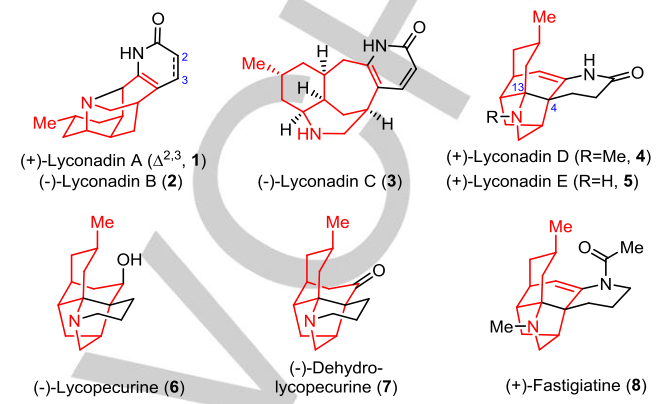 O
HN
2
3
N
Me
(+)-Lyconadin A (Δ2,3, 1)
(-)-Lyconadin B (2)
H
HN
O
Me
H
H
HN
H
(-)-Lyconadin C (3)
Me
H
N
O
13
4
R
N
(+)-Lyconadin D (R=Me, 4)
(+)-Lyconadin E (R=H, 5)
Me
OH
N
(-)-Lycopecurine (6)
Me
O
N
(-)-Dehydro-
lycopecurine (7)
Me
O
Me
N
Me
N
(+)-Fastigiatine (8)